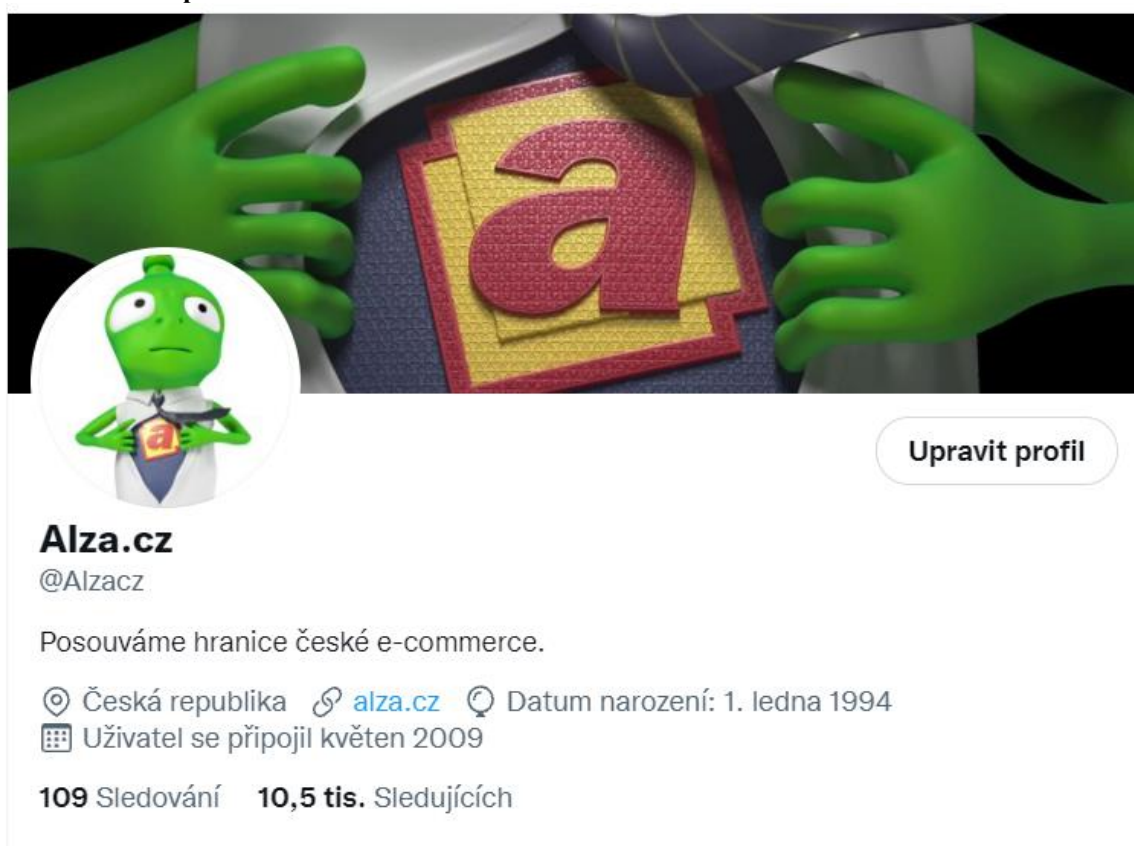 a
a
Upravit profil
Alza.cz
@Alzacz
Posouváme hranice české e-commerce.
Česká republika alza.cz Datum narození: 1. ledna 1994
Uživatel se připojil květen 2009
109 Sledování 10,5 tis. Sledujících